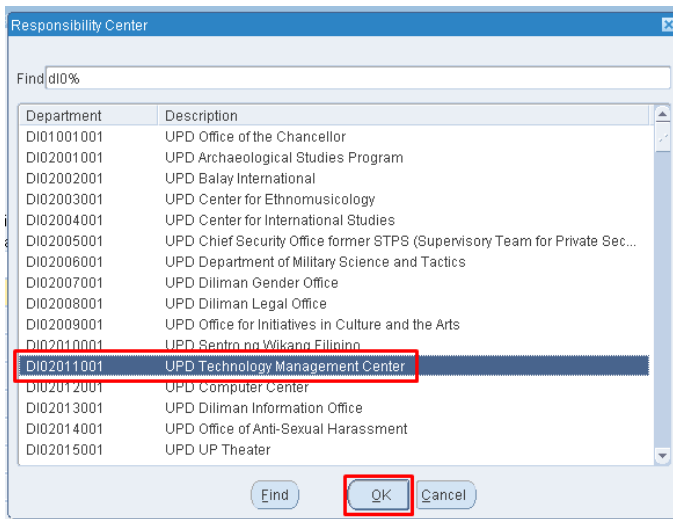 Responsibility Center
Find dI0%
Department Description
DI01001001 UPD Office of the Chancellor
DI02001001 UPD Archaeological Studies Program
DI02002001 UPD Balay International
DI02003001 UPD Center for Ethnomusicology
DI02004001 UPD Center for International Studies
DI02005001 UPD Chief Security Office former STPS (Supervisory Team for Private Sec...
DI02006001 UPD Department of Military Science and Tactics
DI02007001 UPD Diliman Gender Office
DI02008001 UPD Diliman Legal Office
DI02009001 UPD Office for Initiatives in Culture and the Arts
DI02010001 UPD Sentro ng Wikang Filipino
DI02011001 UPD Technology Management Center
DI02012001 UPD Computer Center
DI02013001 UPD Diliman Information Office
DI02014001 UPD Office of Anti-Sexual Harassment
DI02015001 UPD UP Theater
Find OK Cancel